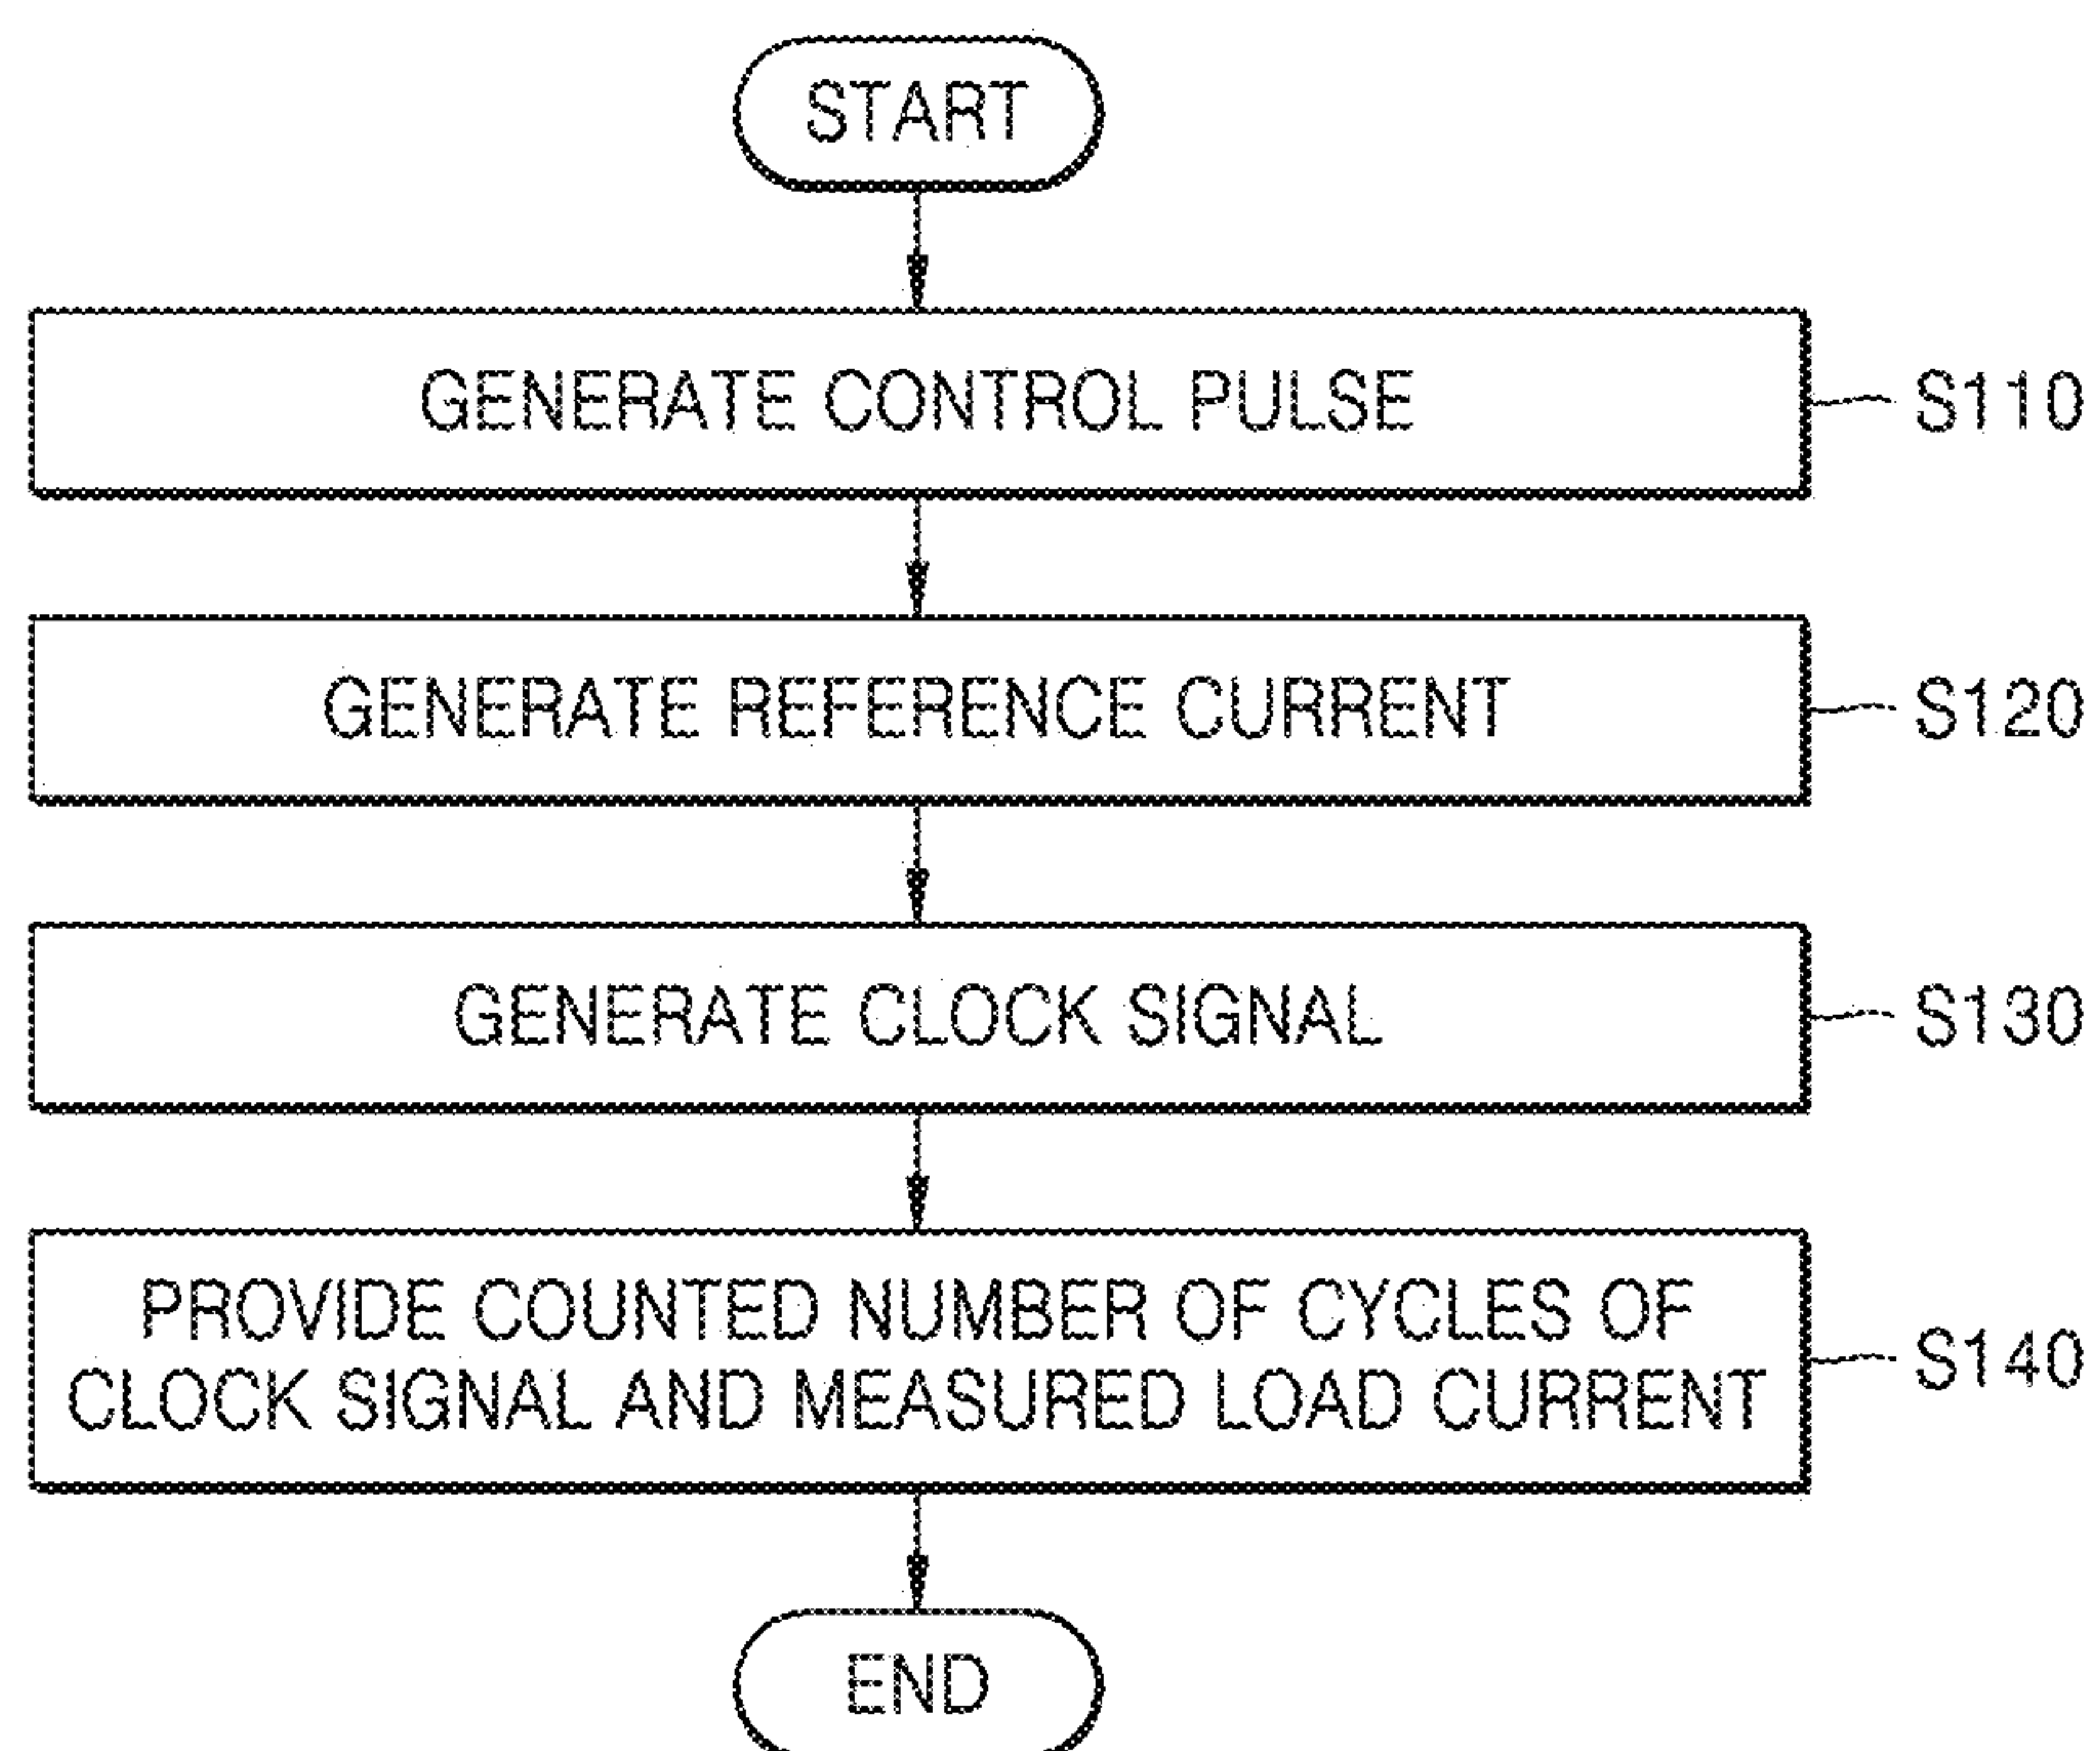 START
GENERATE CONTROL PULSE
S110
GENERATE REFERENCE CURRENT
S120
GENERATE CLOCK SIGNAL
S130
PROVIDE COUNTED NUMBER OF CYCLES OF
CLOCK SIGNAL AND MEASURED LOAD CURRENT
S140
END